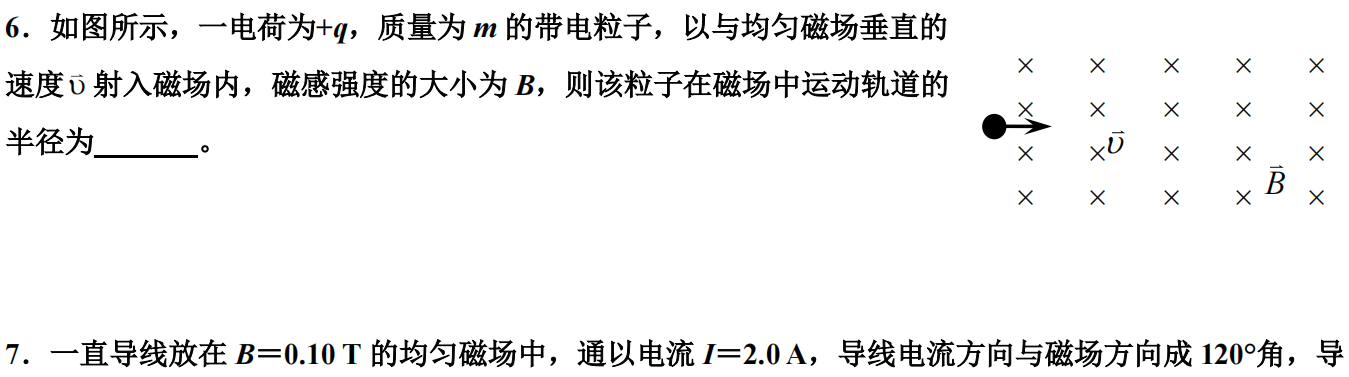 6．如图所示，一电荷为+q，质量为 m 的带电粒子，以与均匀磁场垂直的
速度 υ⃗ 射入磁场内，磁感强度的大小为 B，则该粒子在磁场中运动轨道的
半径为_______。
× × × × ×
× × × × ×
× × υ⃗ × × ×
× × × × B⃗ ×
7．一直导线放在 B＝0.10 T 的均匀磁场中，通以电流 I＝2.0 A，导线电流方向与磁场方向成 120°角，导